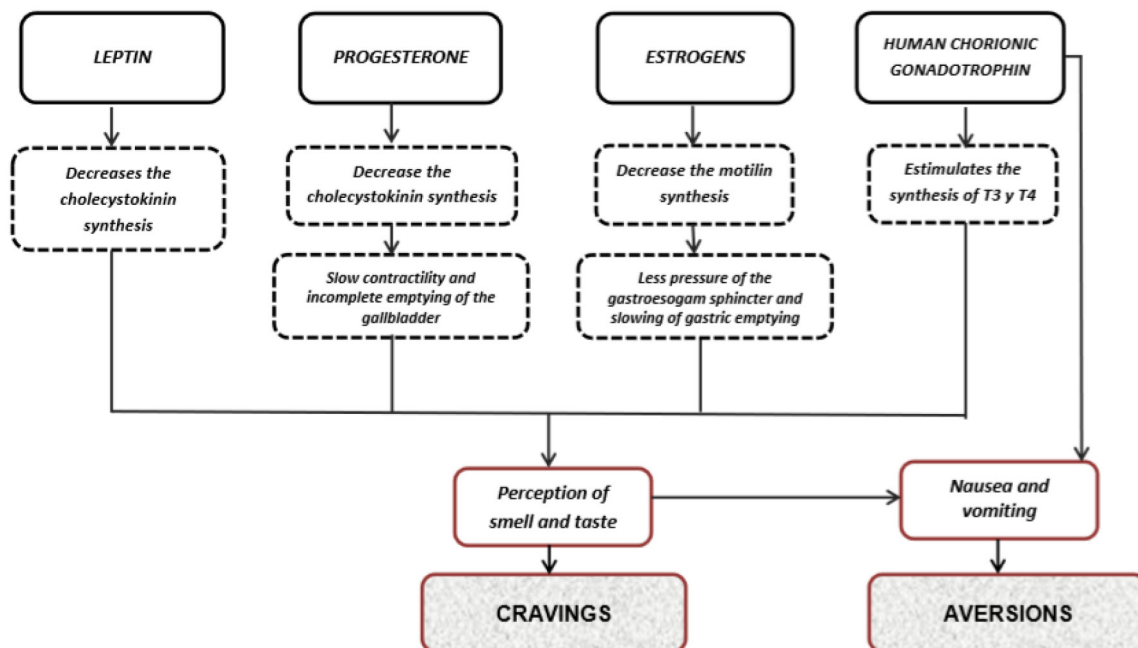 LEPTIN
PROGESTERONE
ESTROGENS
HUMAN CHORIONIC
GONADOTROPHIN
Decreases the
cholecystokinin
synthesis
Decrease the
cholecystokinin synthesis
Decrease the motilin
synthesis
Estimulates the
synthesis of T3 y T4
Slow contractility and
incomplete emptying of the
gallbladder
Less pressure of the
gastroesogam sphincter and
slowing of gastric emptying
Perception of
smell and taste
Nausea and
vomiting
CRAVINGS
AVERSIONS